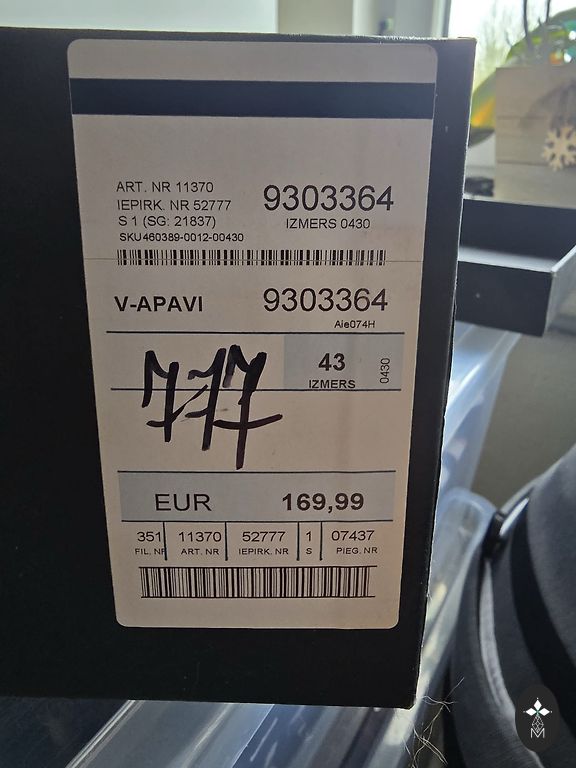 ART. NR 11370
IEPIRK. NR 52777
S 1 (SG: 21837)
SKU460389-0012-00430
9303364
IZMERS 0430
V-APAVI
9303364
Aie074H
777
43
IZMERS
0430
EUR 169,99
351 11370 52777 1 07437
FIL. NR ART. NR IEPIRK. NR S PIEG. NR
M